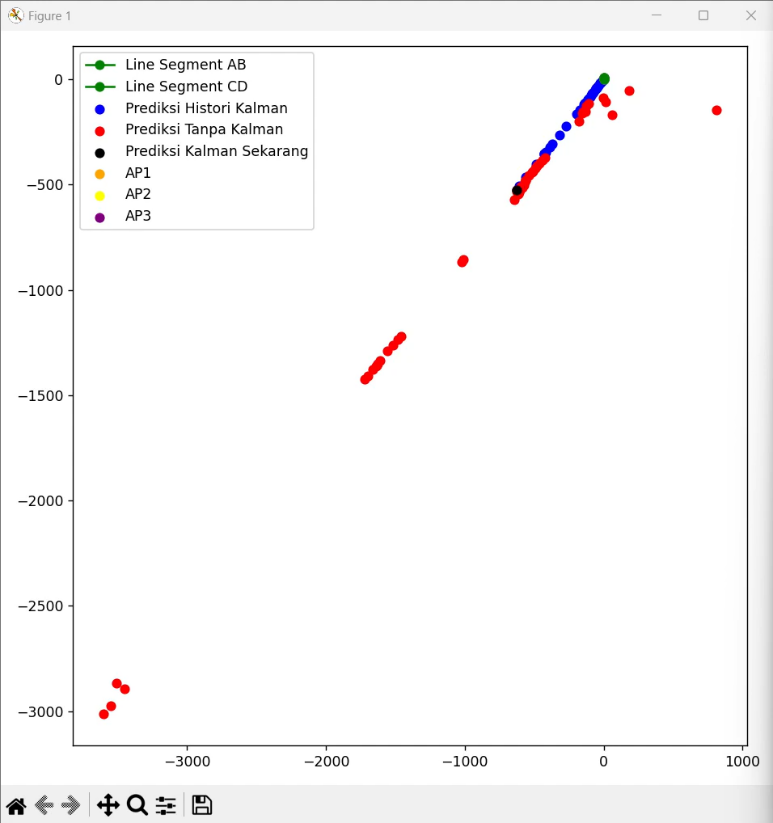 Figure 1
Line Segment AB
Line Segment CD
Prediksi Histori Kalman
Prediksi Tanpa Kalman
Prediksi Kalman Sekarang
AP1
AP2
AP3
0
−500
−1000
−1500
−2000
−2500
−3000
−3000 −2000 −1000 0 1000